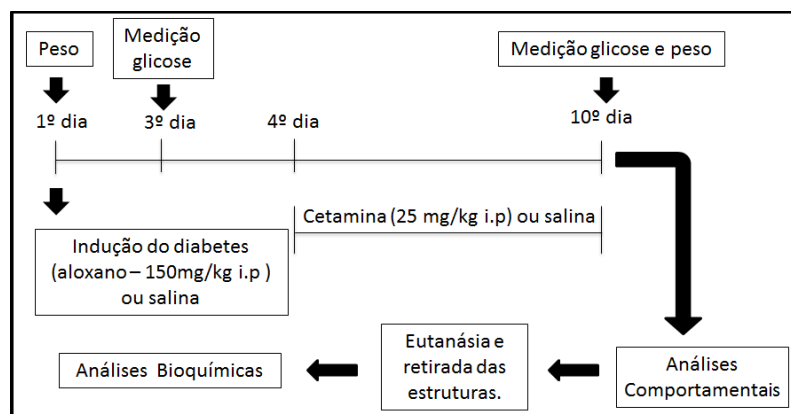 Peso
Medição
glicose
Medição glicose e peso
1º dia
3º dia
4º dia
10º dia
Cetamina (25 mg/kg i.p) ou salina
Indução do diabetes
(aloxano – 150mg/kg i.p )
ou salina
Eutanásia e
retirada das
estruturas.
Análises Bioquímicas
Análises
Comportamentais